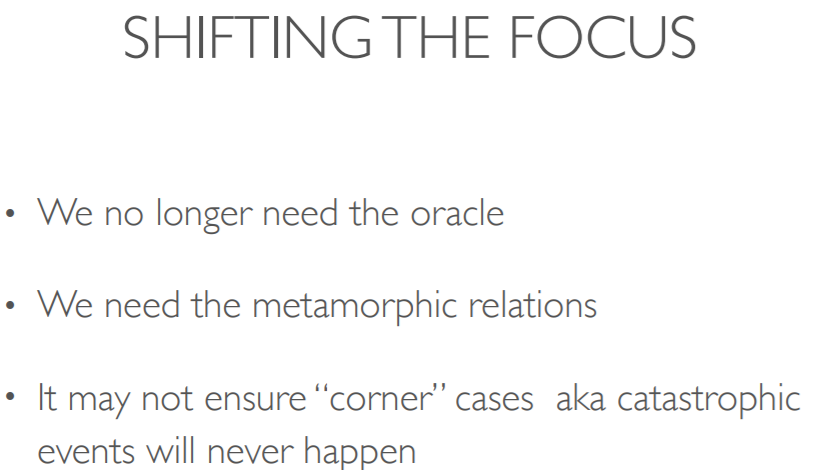 SHIFTING THE FOCUS
• We no longer need the oracle
• We need the metamorphic relations
• It may not ensure “corner” cases  aka catastrophic
events will never happen